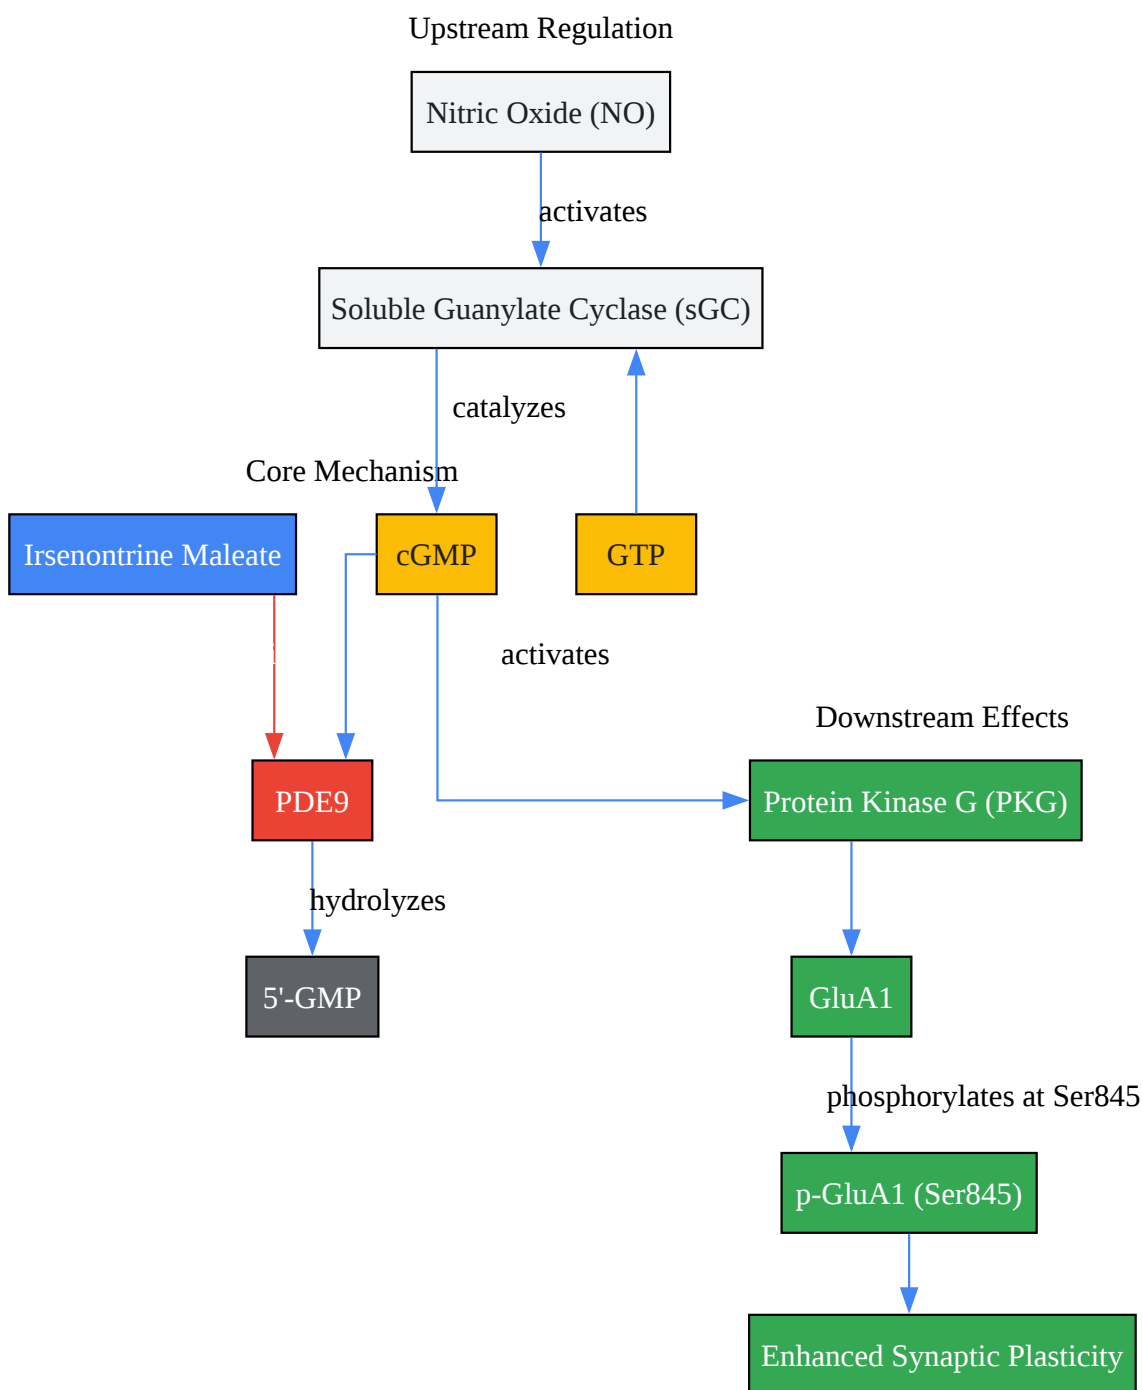 Upstream Regulation
Nitric Oxide (NO)
activates
Soluble Guanylate Cyclase (sGC)
catalyzes
Core Mechanism
Irsenontrine Maleate
cGMP
GTP
activates
Downstream Effects
PDE9
Protein Kinase G (PKG)
hydrolyzes
5'-GMP
GluA1
phosphorylates at Ser845
p-GluA1 (Ser845)
Enhanced Synaptic Plasticity